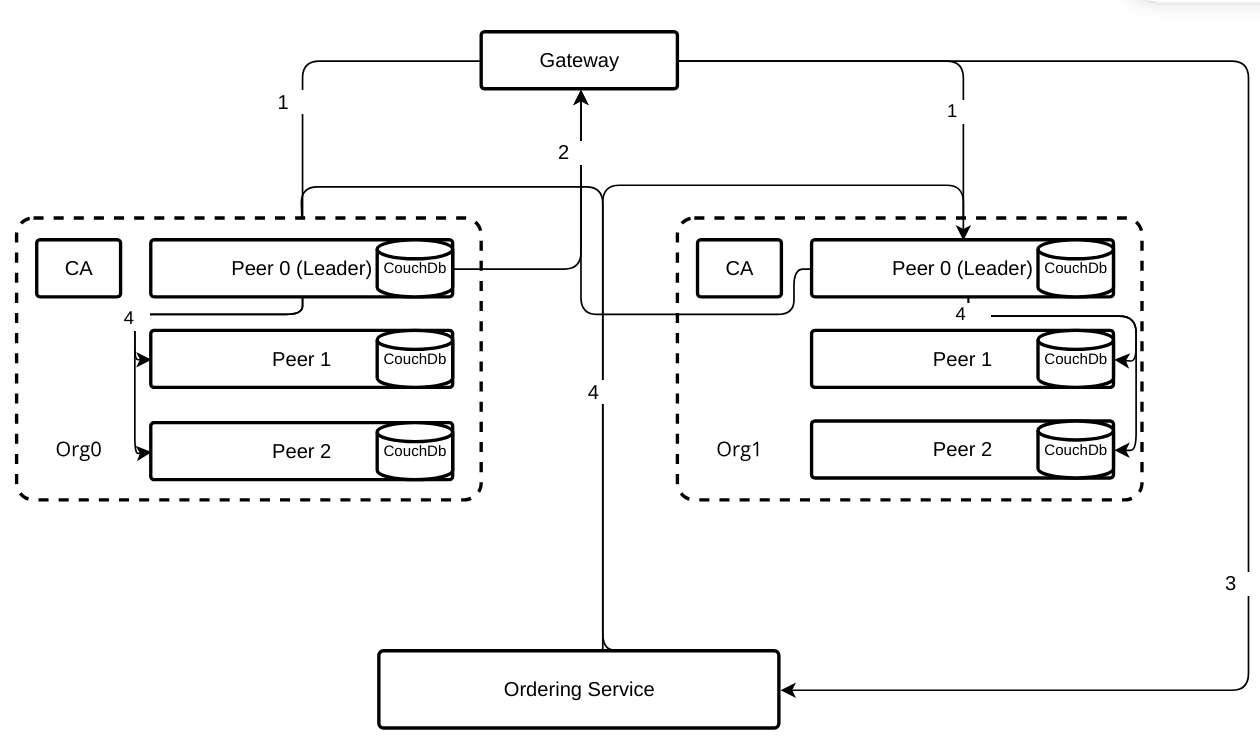 Gateway
1
1
2
CA
Peer 0 (Leader)
CouchDb
CA
Peer 0 (Leader)
CouchDb
4
4
Peer 1
CouchDb
Peer 1
CouchDb
4
Org0
Peer 2
CouchDb
Org1
Peer 2
CouchDb
3
Ordering Service